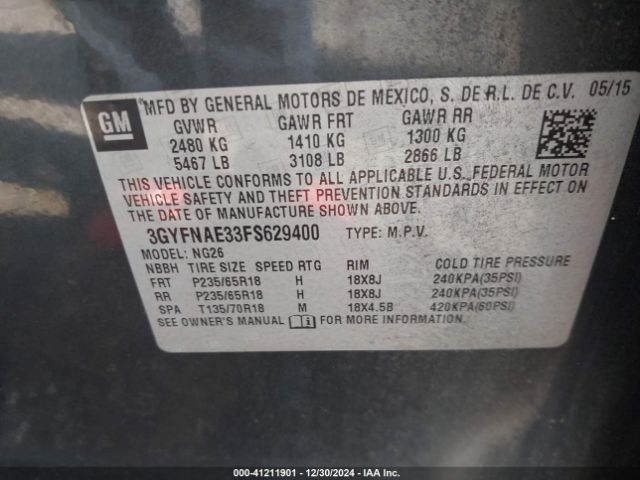 GM
MFD BY GENERAL MOTORS DE MEXICO, S. DE R.L. DE C.V. 05/15
GVWR GAWR FRT GAWR RR
2480 KG 1410 KG 1300 KG
5467 LB 3108 LB 2866 LB
THIS VEHICLE CONFORMS TO ALL APPLICABLE U.S. FEDERAL MOTOR
VEHICLE SAFETY AND THEFT PREVENTION STANDARDS IN EFFECT ON
THE DATE OF MANUFACTURE SHOWN ABOVE.
3GYFNAE33FS629400 TYPE: M.P.V.
MODEL: NG26
NBBH TIRE SIZE SPEED RTG RIM COLD TIRE PRESSURE
FRT P235/65R18 H 18X8J 240KPA(35PSI)
RR P235/65R18 H 18X8J 240KPA(35PSI)
SPA T135/70R18 M 18X4.5B 420KPA(60PSI)
SEE OWNER'S MANUAL FOR MORE INFORMATION.
000-41211901 - 12/30/2024 - IAA Inc.